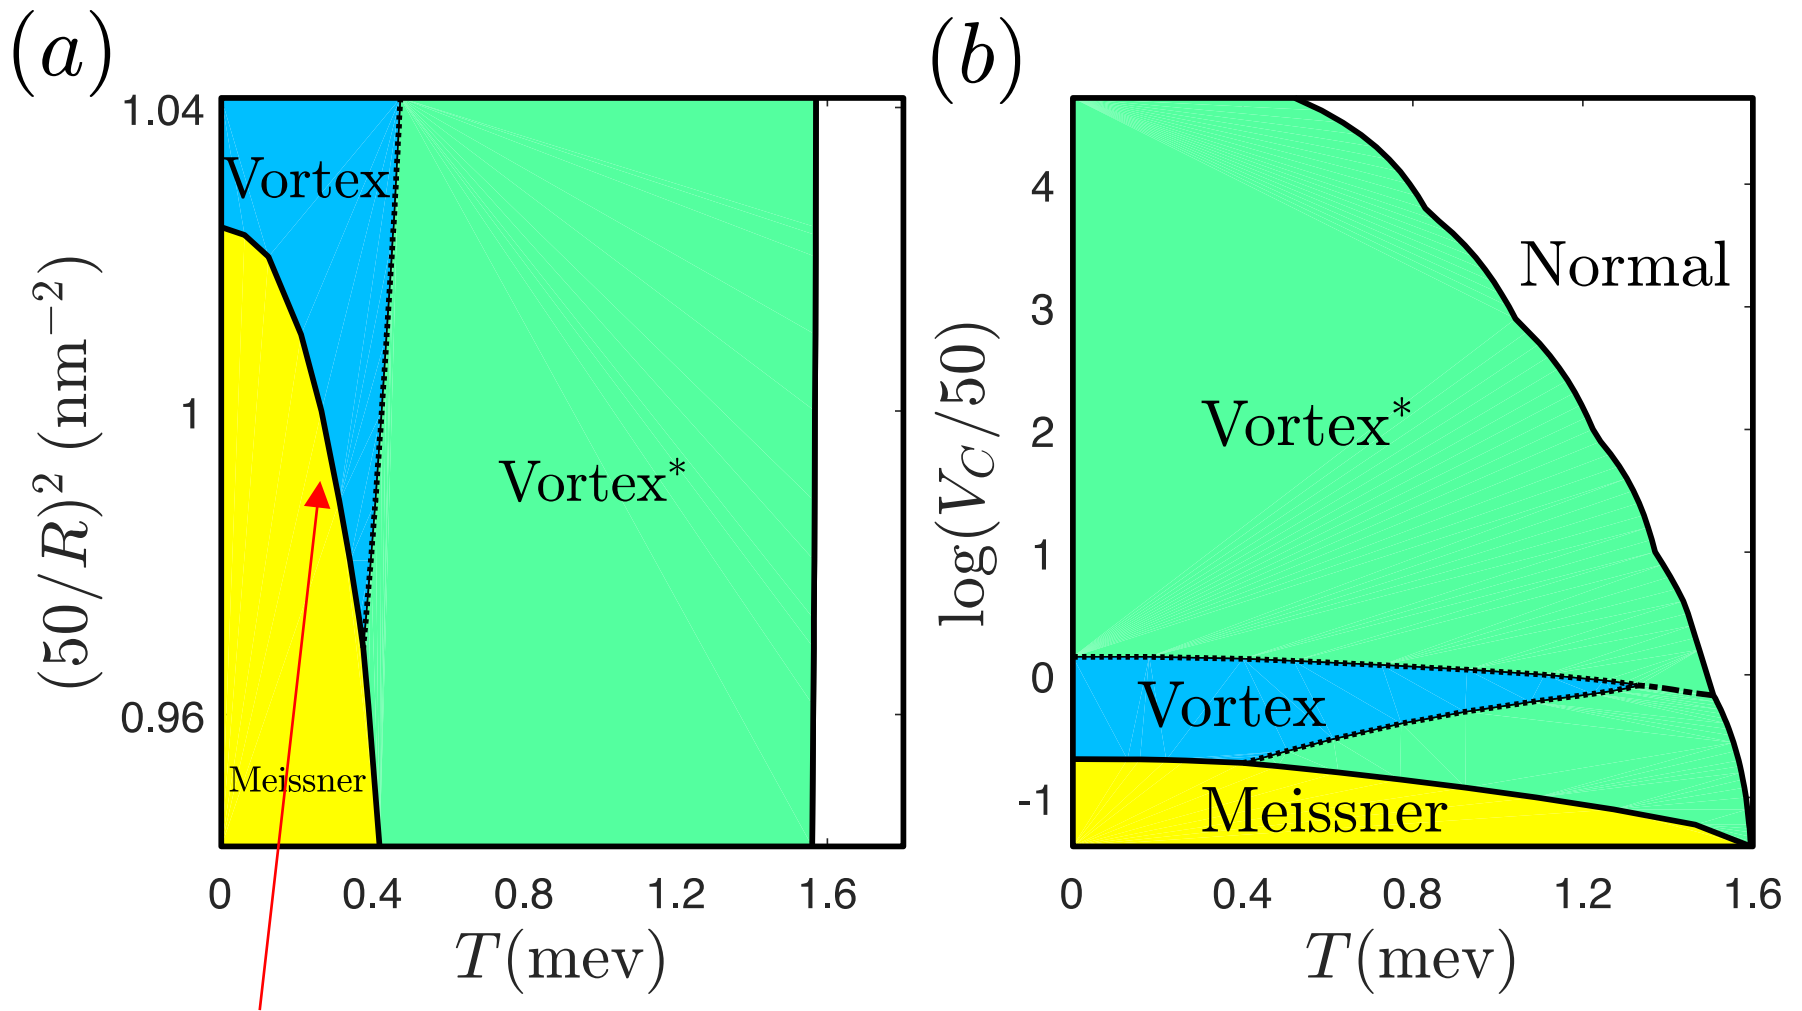 (a)
(50/R)² (nm⁻²)
1.04
1
0.96
Vortex
Vortex*
Meissner
0 0.4 0.8 1.2 1.6
T(mev)
(b)
log(V_C/50)
4
3
2
1
0
-1
Normal
Vortex*
Vortex
Meissner
0 0.4 0.8 1.2 1.6
T(mev)